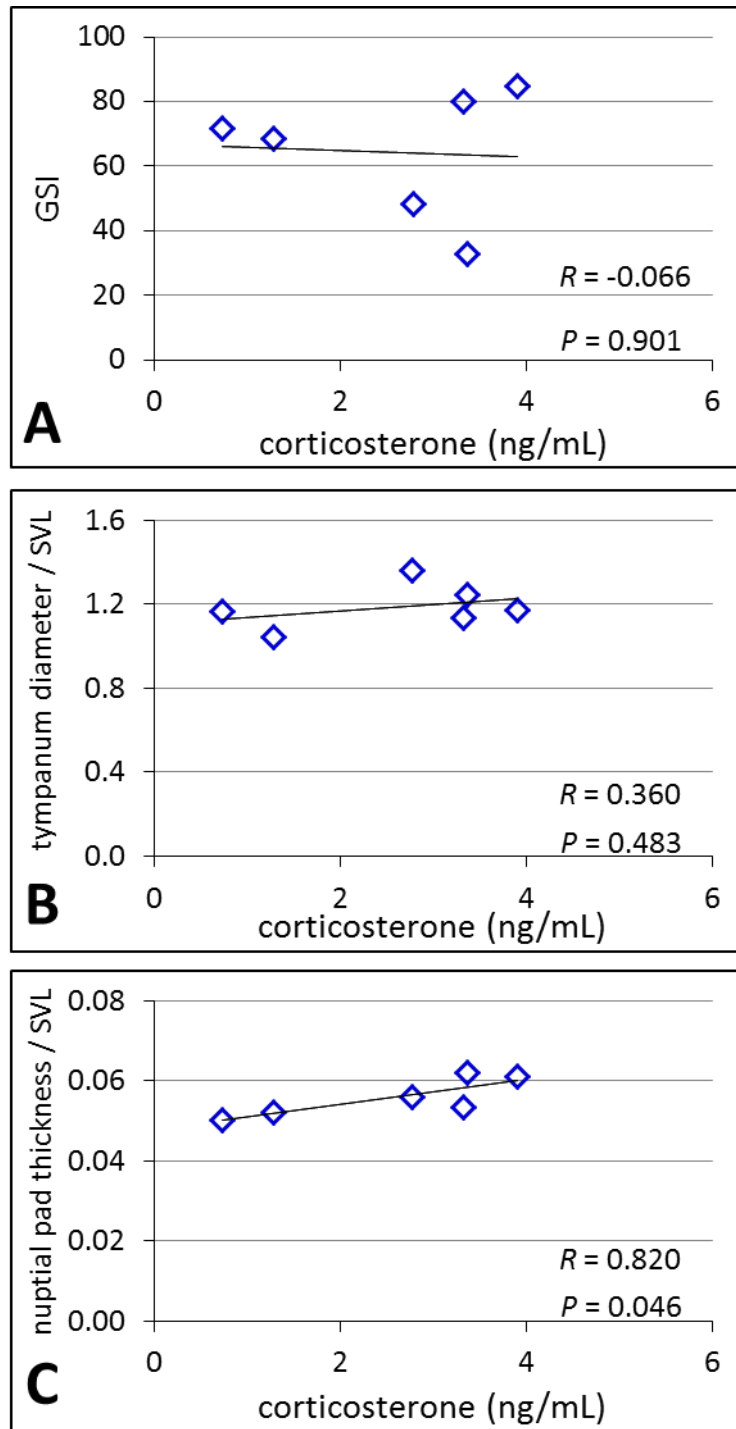 100
80
60
40
20
0
GSI
R = -0.066
P = 0.901
0 2 4 6
corticosterone (ng/mL)
A
1.6
1.2
0.8
0.4
0.0
tympanum diameter / SVL
R = 0.360
P = 0.483
0 2 4 6
corticosterone (ng/mL)
B
0.08
0.06
0.04
0.02
0.00
nuptial pad thickness / SVL
R = 0.820
P = 0.046
0 2 4 6
corticosterone (ng/mL)
C